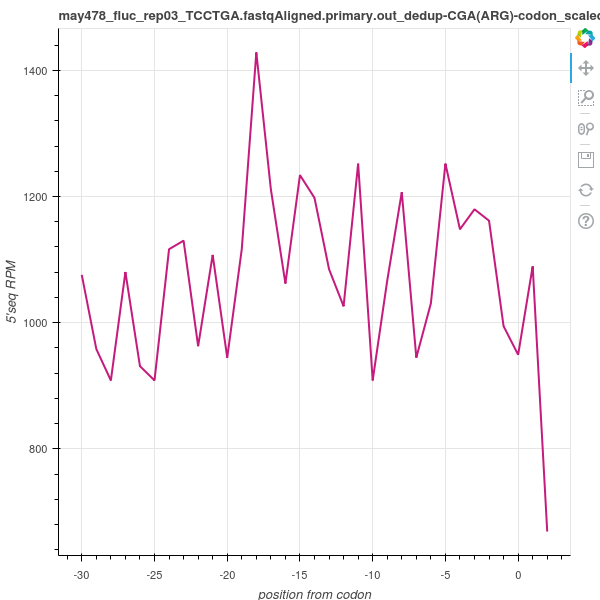 may478_fluc_rep03_TCCTGA.fastqAligned.primary.out_dedup-CGA(ARG)-codon_scaled
1400
1200
1000
800
5'seq RPM
-30 -25 -20 -15 -10 -5 0
position from codon